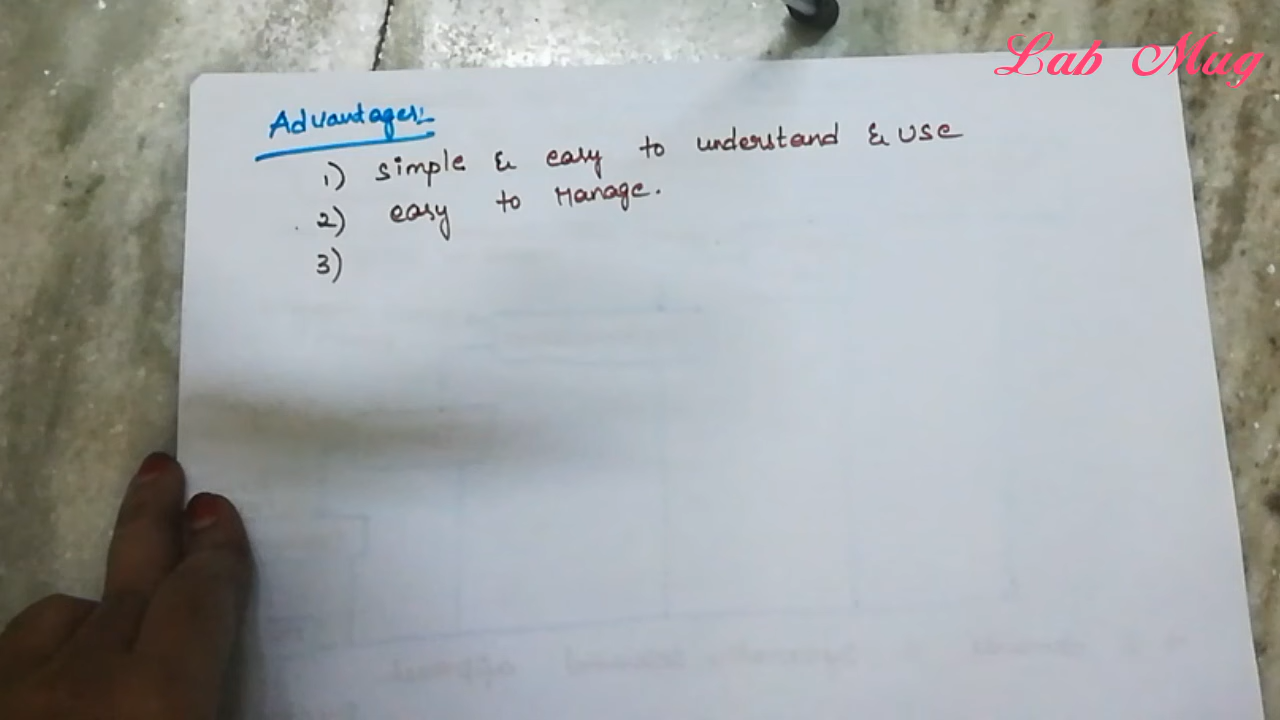 Lab Mug
Advantages:-
1) simple & easy to understand & use
2) easy to Manage.
3)